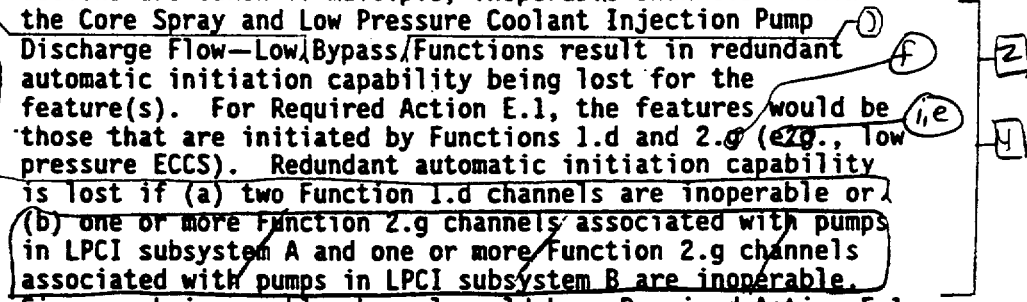 the Core Spray and Low Pressure Coolant Injection Pump
Discharge Flow—Low Bypass Functions result in redundant
automatic initiation capability being lost for the
feature(s). For Required Action E.1, the features would be
those that are initiated by Functions 1.d and 2.g (e.g., low
pressure ECCS). Redundant automatic initiation capability
is lost if (a) two Function 1.d channels are inoperable or
(b) one or more Function 2.g channels associated with pumps
in LPCI subsystem A and one or more Function 2.g channels
associated with pumps in LPCI subsystem B are inoperable.
)
f
i,e
2
4